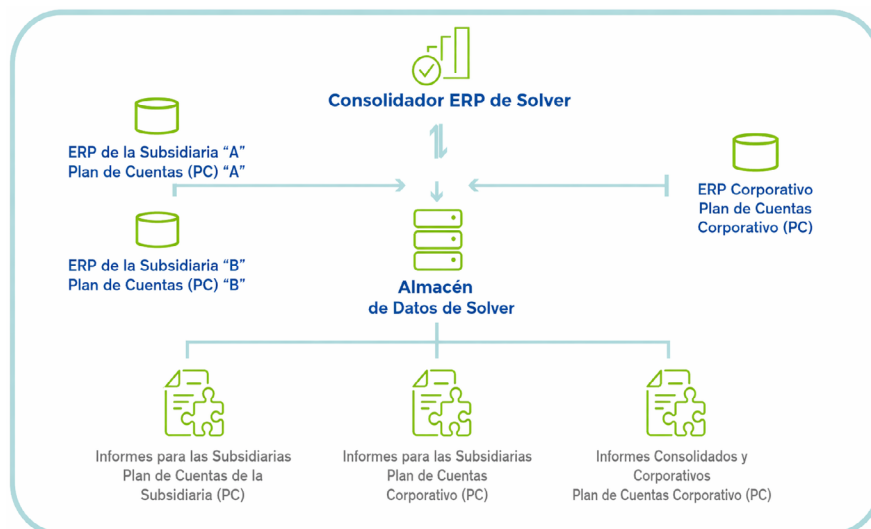 Consolidador ERP de Solver
ERP de la Subsidiaria “A”
Plan de Cuentas (PC) “A”
ERP Corporativo
Plan de Cuentas
Corporativo (PC)
ERP de la Subsidiaria “B”
Plan de Cuentas (PC) “B”
Almacén
de Datos de Solver
Informes para las Subsidiarias
Plan de Cuentas de la
Subsidiaria (PC)
Informes para las Subsidiarias
Plan de Cuentas
Corporativo (PC)
Informes Consolidados y
Corporativos
Plan de Cuentas Corporativo (PC)